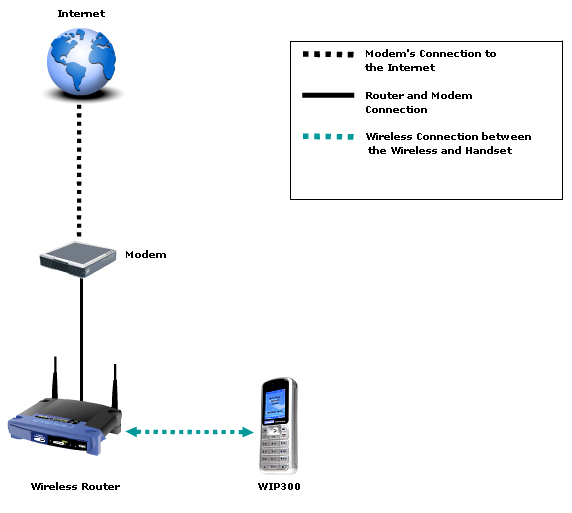 Internet
Modem's Connection to
the Internet
Router and Modem
Connection
Wireless Connection between
the Wireless and Handset
Modem
Wireless Router
WIP300